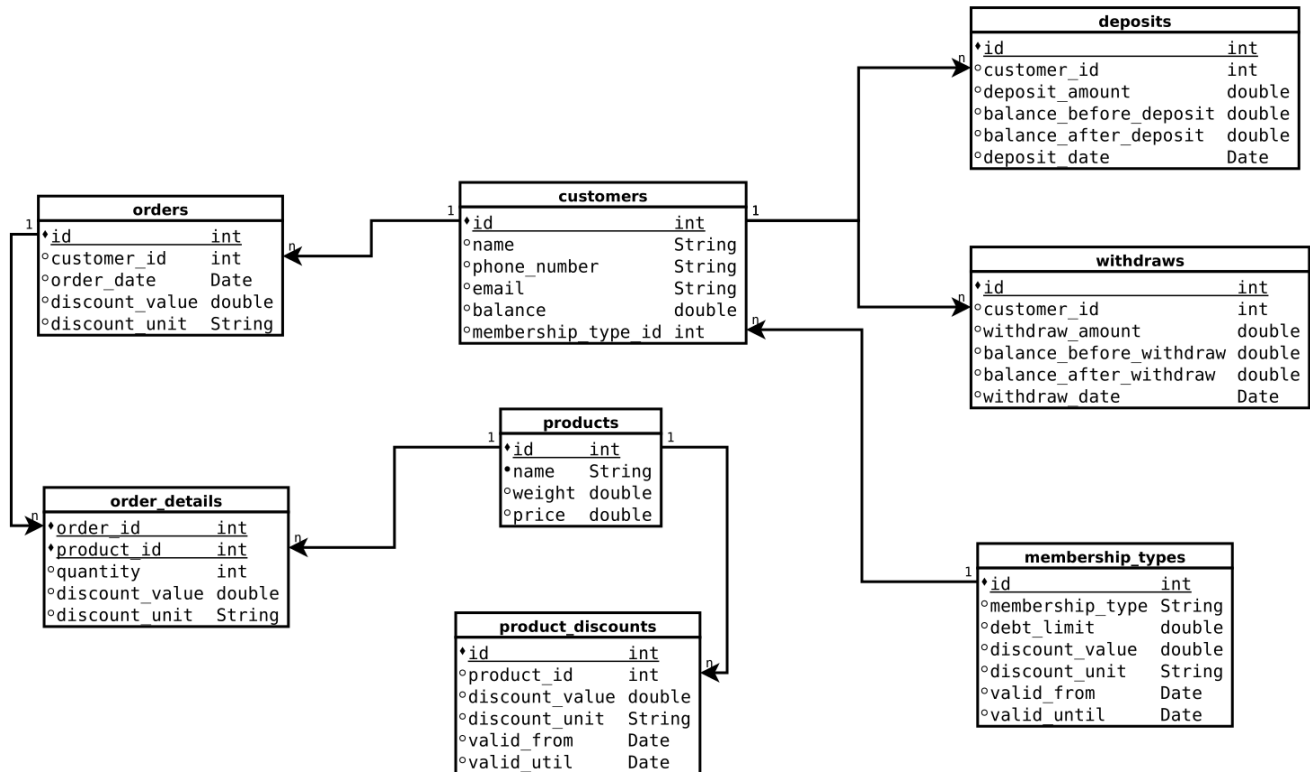 deposits
id int
customer_id int
deposit_amount double
balance_before_deposit double
balance_after_deposit double
deposit_date Date
n
orders
id int
customer_id int
order_date Date
discount_value double
discount_unit String
1
n
customers
id int
name String
phone_number String
email String
balance double
membership_type_id int
1
1
n
withdraws
id int
customer_id int
withdraw_amount double
balance_before_withdraw double
balance_after_withdraw double
withdraw_date Date
n
products
id int
name String
weight double
price double
1
1
order_details
order_id int
product_id int
quantity int
discount_value double
discount_unit String
n
n
membership_types
id int
membership_type String
debt_limit double
discount_value double
discount_unit String
valid_from Date
valid_until Date
1
product_discounts
id int
product_id int
discount_value double
discount_unit String
valid_from Date
valid_util Date
n